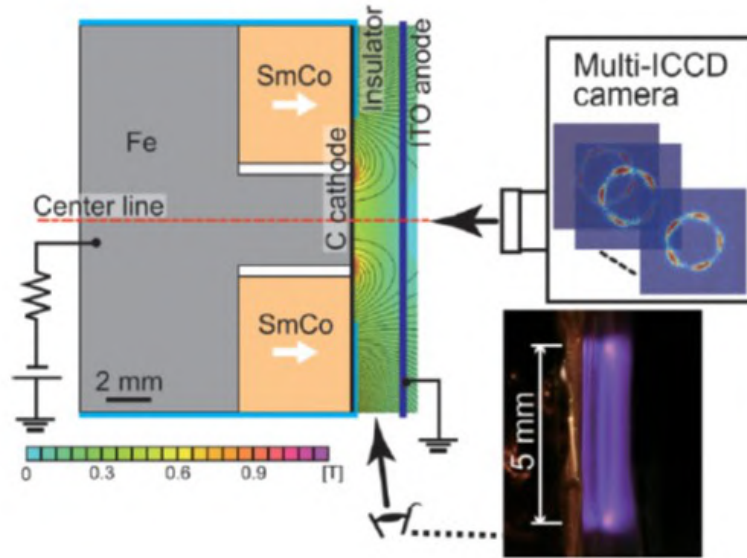 SmCo
Insulator
ITO anode
Fe
C cathode
Center line
SmCo
2 mm
0 0.3 0.6 0.9 [T]
Multi-ICCD
camera
5 mm